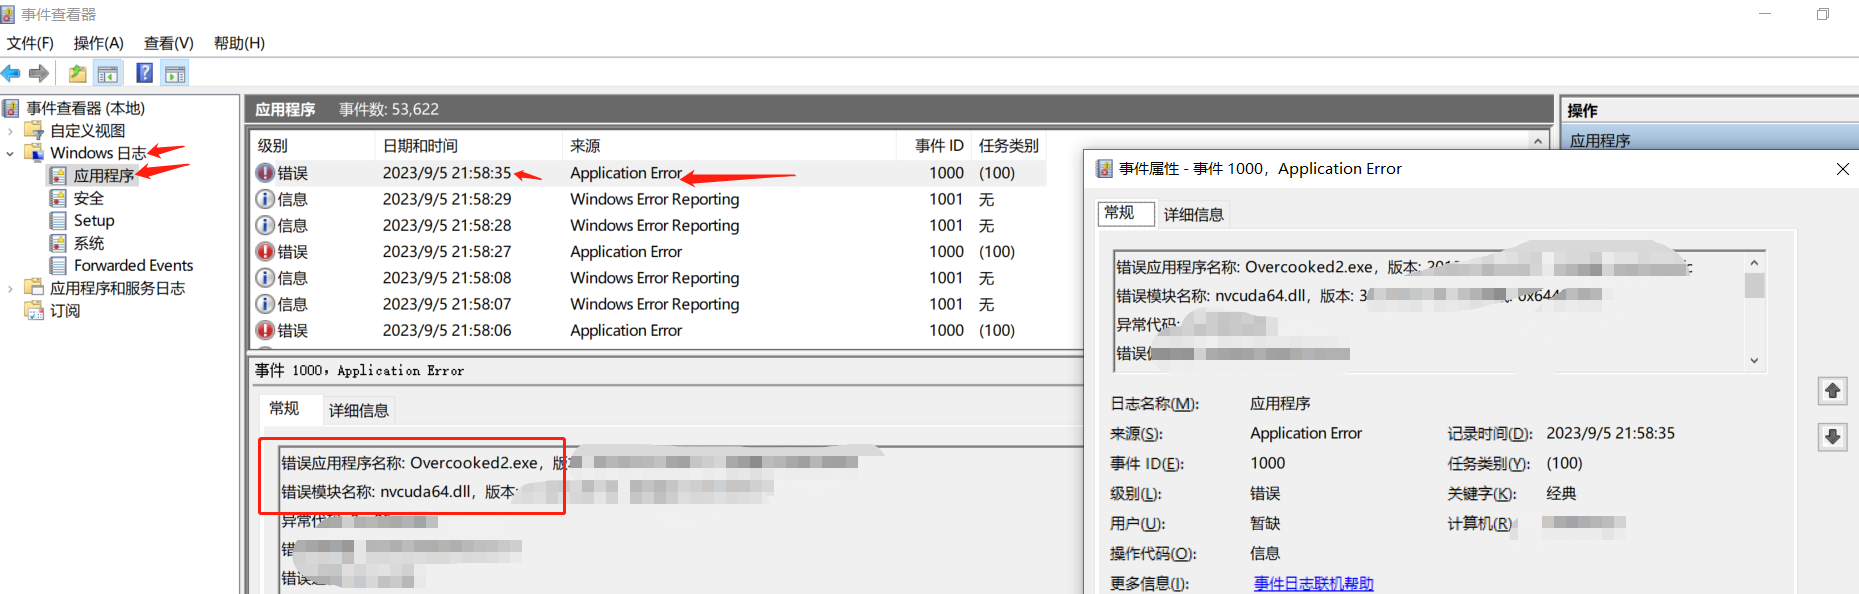 事件查看器
文件(F) 操作(A) 查看(V) 帮助(H)
事件查看器 (本地)
自定义视图
Windows 日志
应用程序
安全
Setup
系统
Forwarded Events
应用程序和服务日志
订阅
应用程序 事件数: 53,622
级别 日期和时间 来源 事件 ID 任务类别
错误 2023/9/5 21:58:35 Application Error 1000 (100)
信息 2023/9/5 21:58:29 Windows Error Reporting 1001 无
信息 2023/9/5 21:58:28 Windows Error Reporting 1001 无
错误 2023/9/5 21:58:27 Application Error 1000 (100)
信息 2023/9/5 21:58:08 Windows Error Reporting 1001 无
信息 2023/9/5 21:58:07 Windows Error Reporting 1001 无
错误 2023/9/5 21:58:06 Application Error 1000 (100)
事件 1000，Application Error
常规 详细信息
错误应用程序名称: Overcooked2.exe，版本
错误模块名称: nvcuda64.dll，版本:
异常代
错
错误
操作
应用程序
事件属性 - 事件 1000，Application Error
常规 详细信息
错误应用程序名称: Overcooked2.exe，版本:
错误模块名称: nvcuda64.dll，版本: 3
异常代码:
错误
日志名称(M): 应用程序
来源(S): Application Error 记录时间(D): 2023/9/5 21:58:35
事件 ID(E): 1000 任务类别(Y): (100)
级别(L): 错误 关键字(K): 经典
用户(U): 暂缺 计算机(R)
操作代码(O): 信息
更多信息(I): 事件日志联机帮助